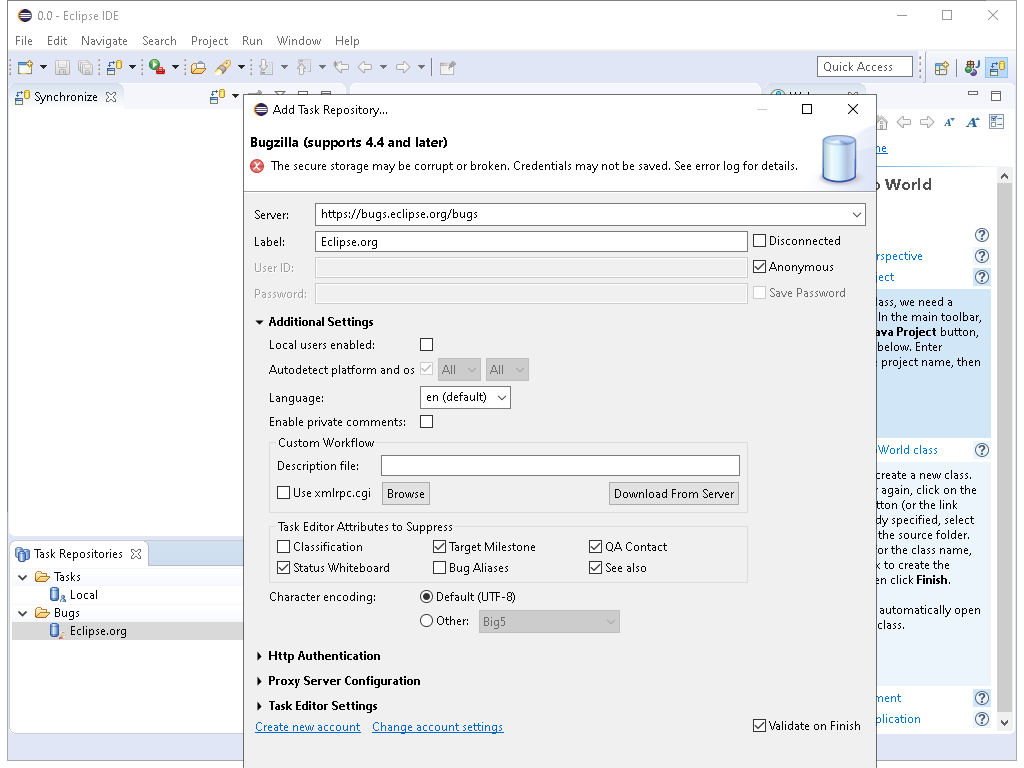 0.0 - Eclipse IDE
File Edit Navigate Search Project Run Window Help
Quick Access
Synchronize
Add Task Repository...
Bugzilla (supports 4.4 and later)
The secure storage may be corrupt or broken. Credentials may not be saved. See error log for details.
Server: https://bugs.eclipse.org/bugs
Label: Eclipse.org Disconnected
User ID: Anonymous
Password: Save Password
Additional Settings
Local users enabled:
Autodetect platform and os All All
Language: en (default)
Enable private comments:
Custom Workflow
Description file:
Use xmlrpc.cgi Browse Download From Server
Task Editor Attributes to Suppress
Classification Target Milestone QA Contact
Status Whiteboard Bug Aliases See also
Character encoding: Default (UTF-8)
Other: Big5
Http Authentication
Proxy Server Configuration
Task Editor Settings
Create new account Change account settings
Validate on Finish
Task Repositories
Tasks
Local
Bugs
Eclipse.org
World
rspective
ect
ass, we need a
In the main toolbar,
ava Project button,
below. Enter
project name, then
World class
create a new class.
again, click on the
tton (or the link
dy specified, select
the source folder.
or the class name,
k to create the
en click Finish.
automatically open
class.
ment
plication